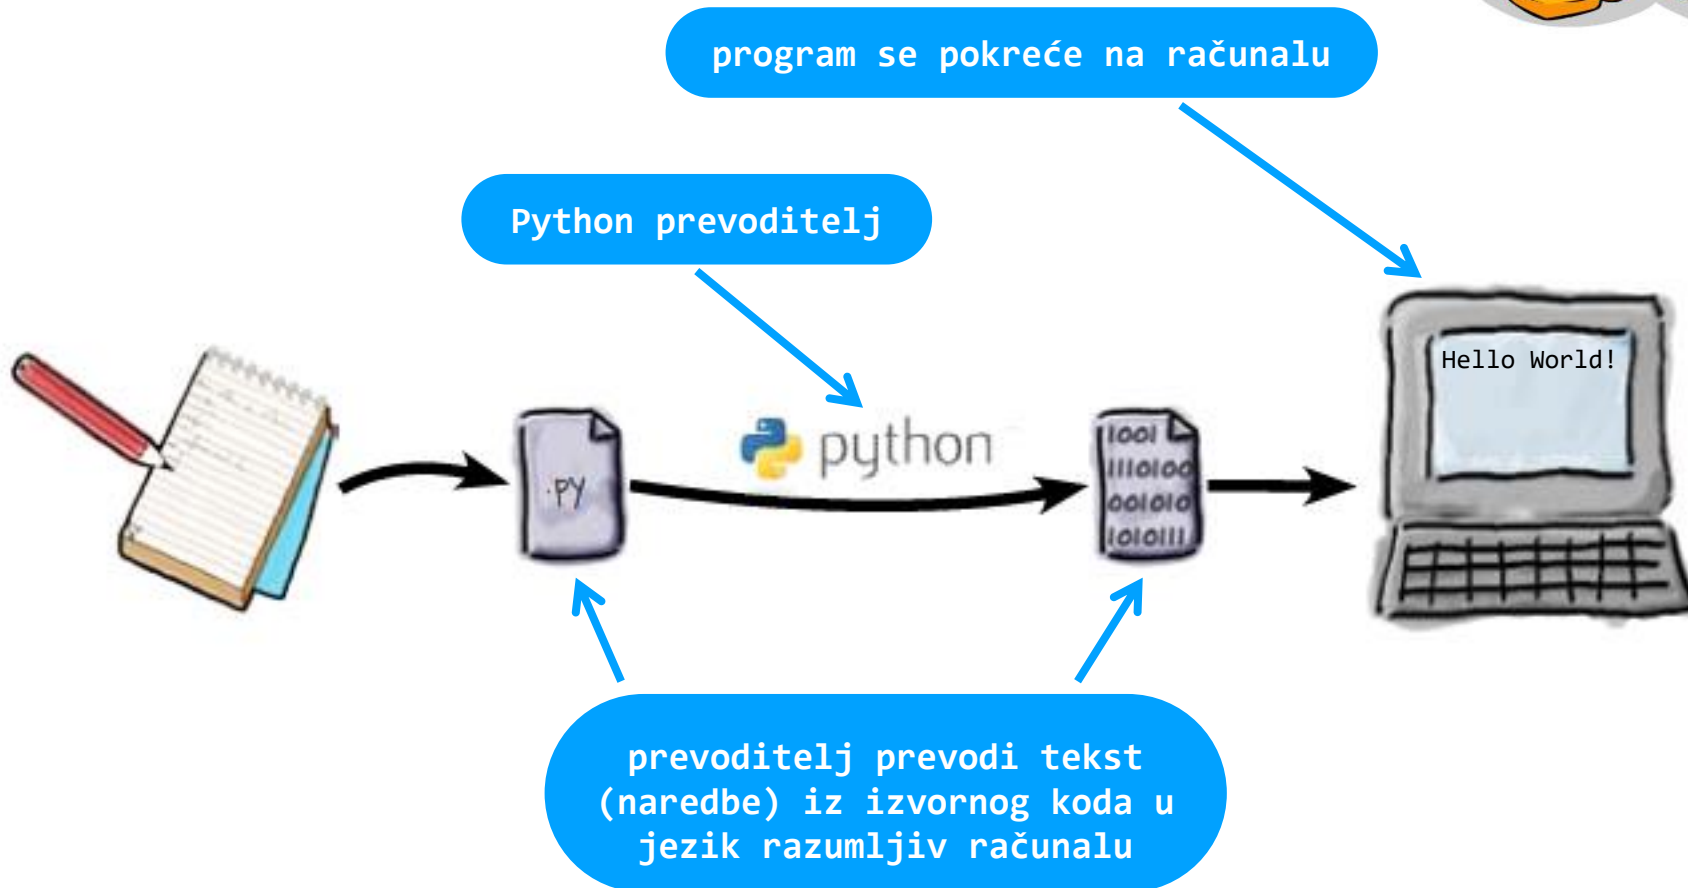 program se pokreće na računalu
Python prevoditelj
Hello World!
.PY
python
1001
1110100
001010
1010111
prevoditelj prevodi tekst
(naredbe) iz izvornog koda u
jezik razumljiv računalu